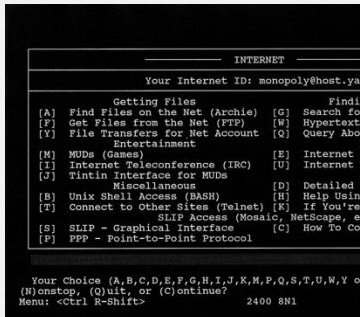 INTERNET
Your Internet ID: monopoly@host.ya
Getting Files Findi
[A] Find Files on the Net (Archie) [G] Search fo
[F] Get Files from the Net (FTP) [W] Hypertext
[Y] File Transfers for Net Account [Q] Query Abo
Entertainment
[M] MUDs (Games) [E] Internet
[I] Internet Teleconference (IRC) [U] Internet
[J] Tintin Interface for MUDs
Miscellaneous [D] Detailed
[B] Unix Shell Access (BASH) [H] Help Usin
[T] Connect to Other Sites (Telnet) [K] If You're
SLIP Access (Mosaic, NetScape, e
[S] SLIP - Graphical Interface [C] How To Co
[P] PPP - Point-to-Point Protocol
Your Choice (A,B,C,D,E,F,G,H,I,J,K,M,P,Q,S,T,U,W,Y o
(N)onstop, (Q)uit, or (C)ontinue?
Menu: <Ctrl R-Shift> 2400 8N1